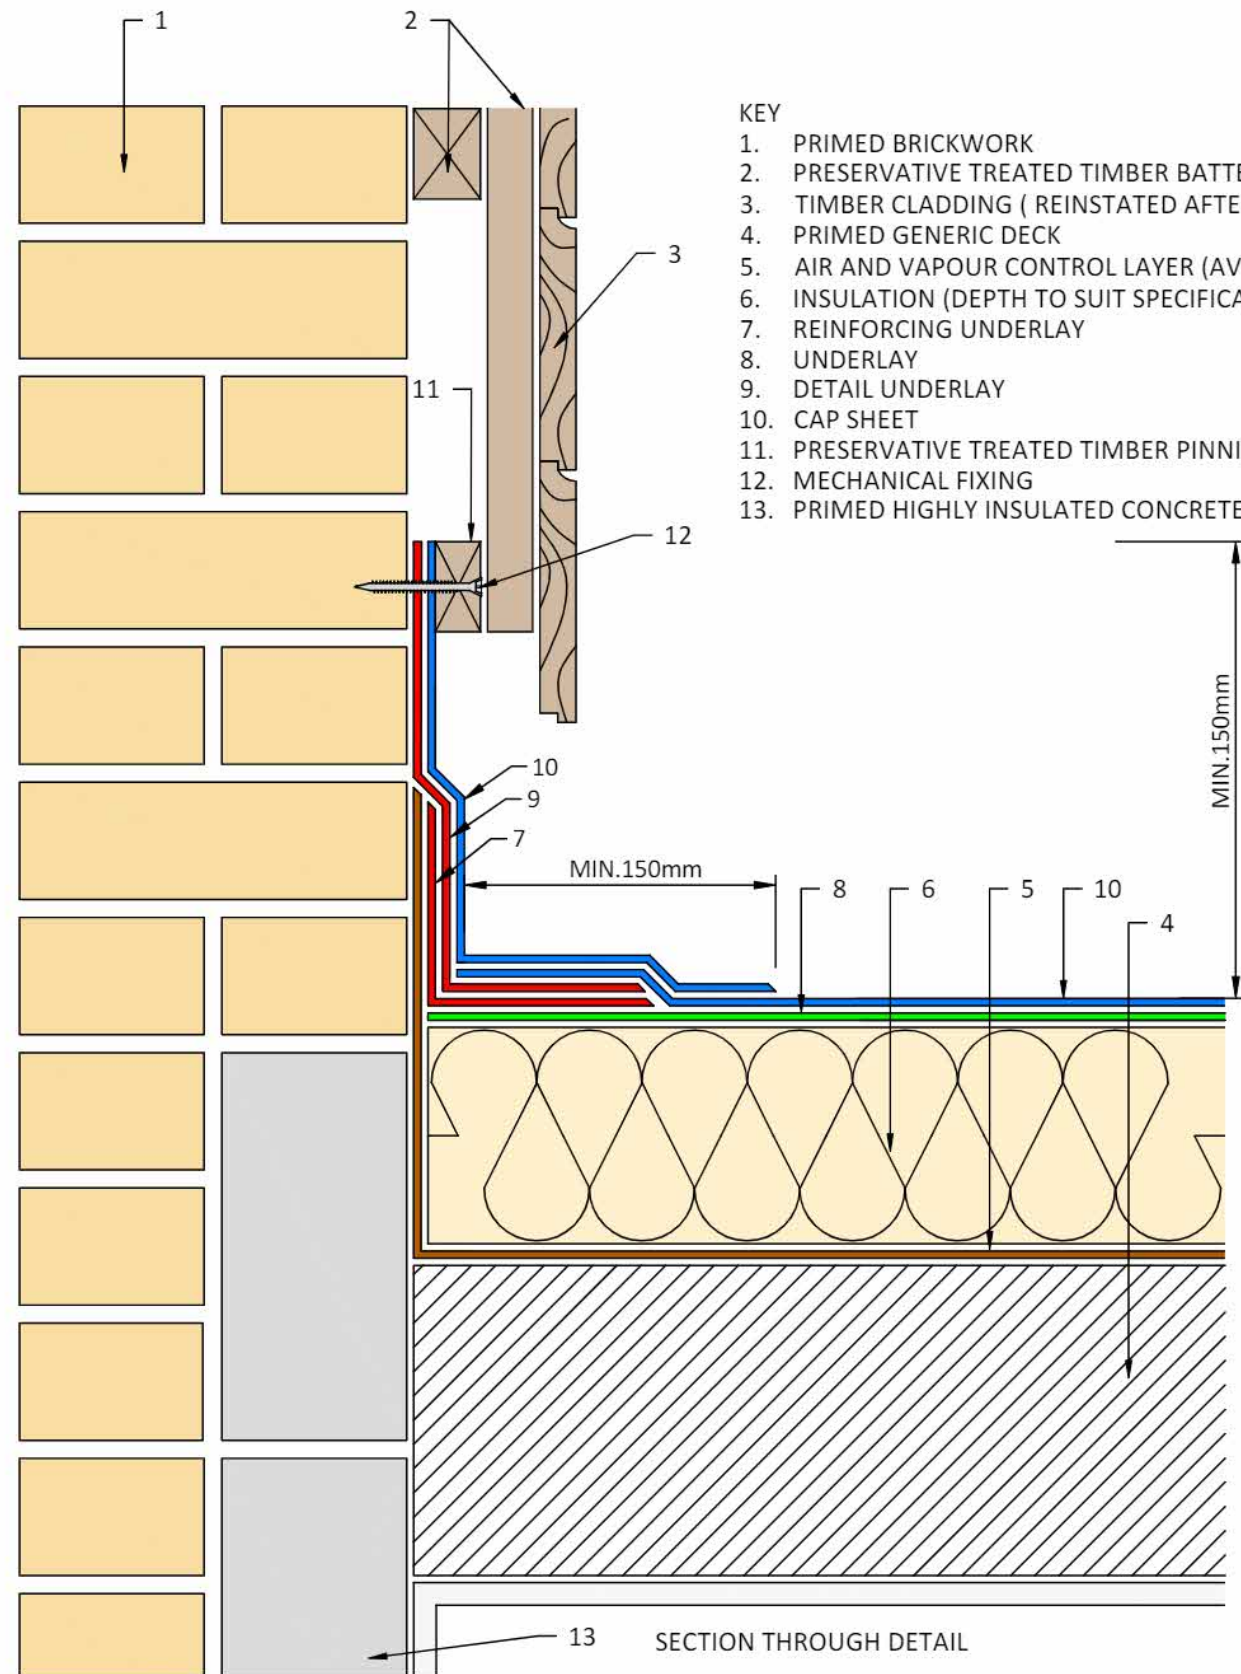 1
2
KEY
1. PRIMED BRICKWORK
2. PRESERVATIVE TREATED TIMBER BATTE
3. TIMBER CLADDING ( REINSTATED AFTE
4. PRIMED GENERIC DECK
5. AIR AND VAPOUR CONTROL LAYER (AV
6. INSULATION (DEPTH TO SUIT SPECIFICA
7. REINFORCING UNDERLAY
8. UNDERLAY
9. DETAIL UNDERLAY
10. CAP SHEET
11. PRESERVATIVE TREATED TIMBER PINNI
12. MECHANICAL FIXING
13. PRIMED HIGHLY INSULATED CONCRETE
3
11
12
MIN.150mm
10
9
7
MIN.150mm
8
6
5
10
4
13
SECTION THROUGH DETAIL